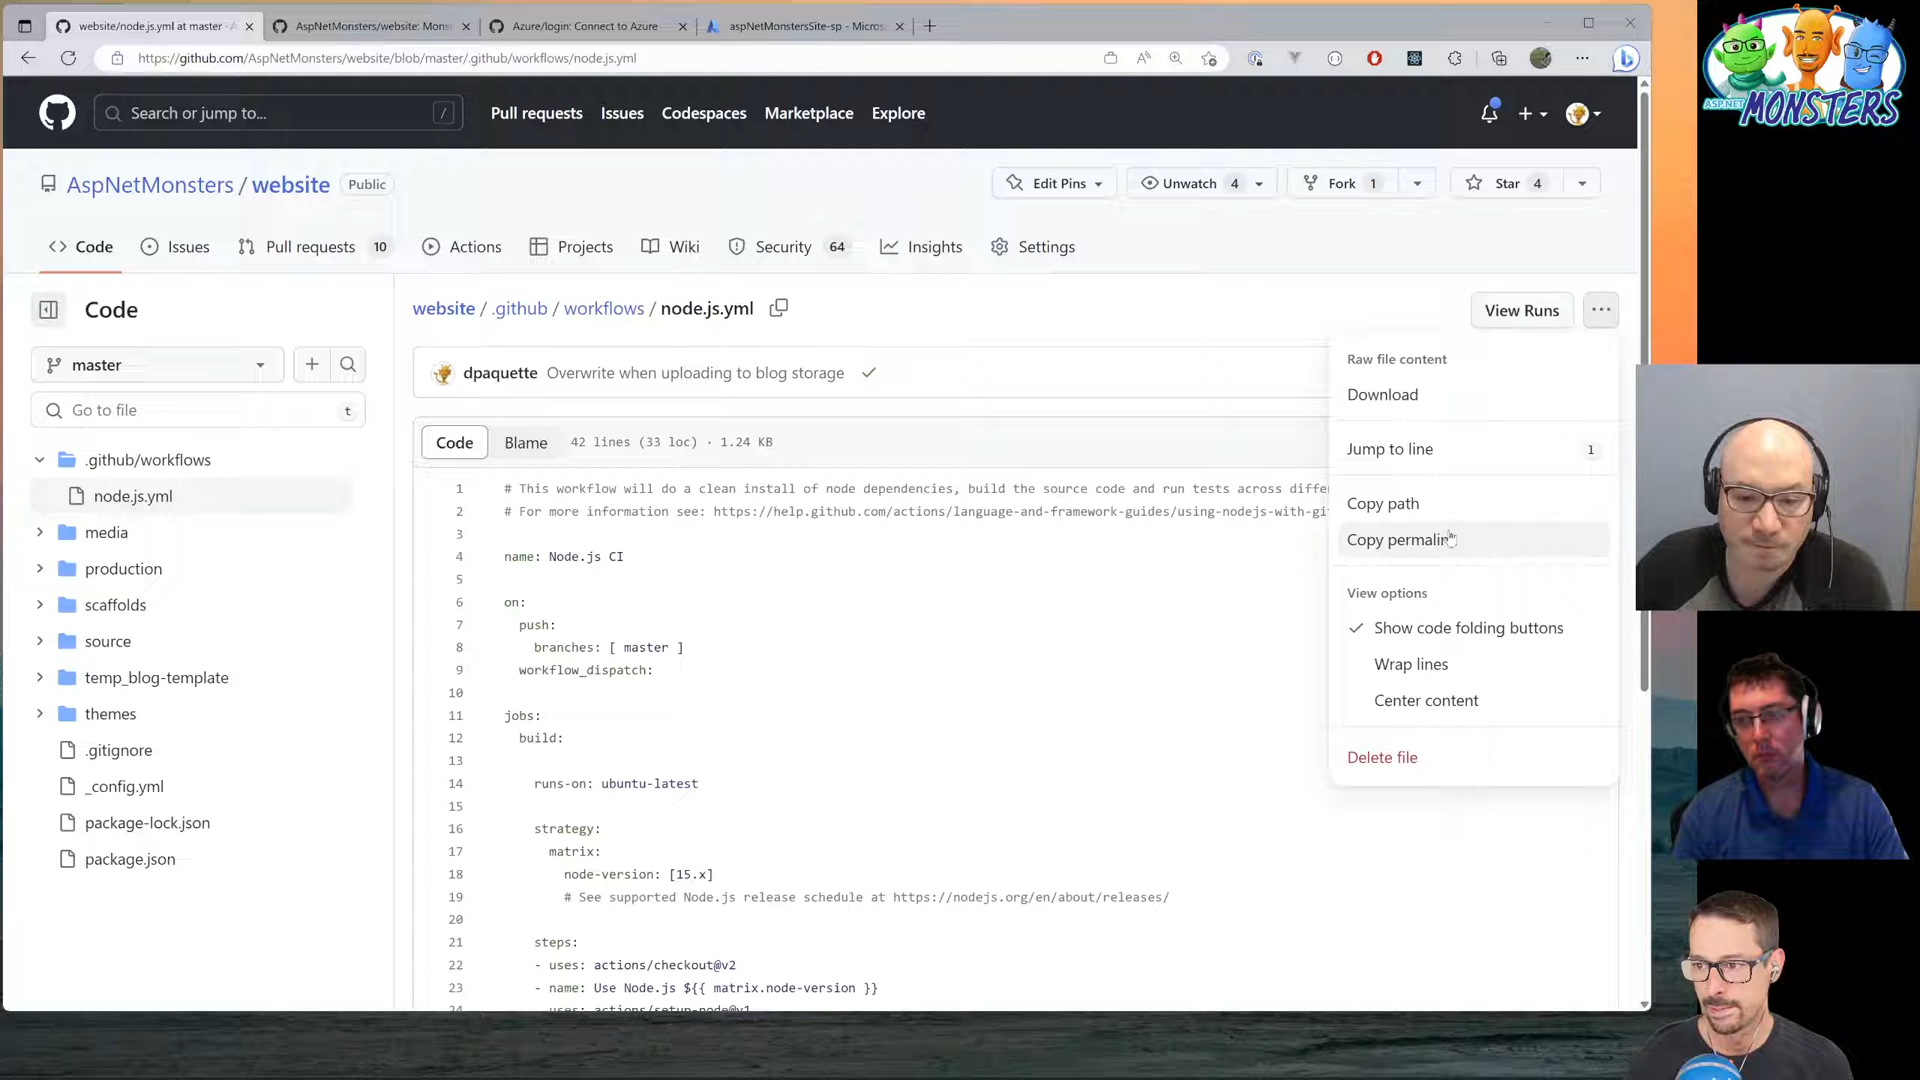 website/node.js.yml at master · A
AspNetMonsters/website: Monst
Azure/login: Connect to Azure
aspNetMonstersSite-sp - Micros
https://github.com/AspNetMonsters/website/blob/master/.github/workflows/node.js.yml
ASP.NET
MONSTERS
Search or jump to...
/
Pull requests
Issues
Codespaces
Marketplace
Explore
AspNetMonsters / website
Public
Edit Pins
Unwatch 4
Fork 1
Star 4
Code
Issues
Pull requests 10
Actions
Projects
Wiki
Security 64
Insights
Settings
Code
master
Go to file
t
.github/workflows
node.js.yml
media
production
scaffolds
source
temp_blog-template
themes
.gitignore
_config.yml
package-lock.json
package.json
website / .github / workflows / node.js.yml
View Runs
dpaquette Overwrite when uploading to blog storage
Code
Blame
42 lines (33 loc) · 1.24 KB
1 # This workflow will do a clean install of node dependencies, build the source code and run tests across differ
2 # For more information see: https://help.github.com/actions/language-and-framework-guides/using-nodejs-with-git
3
4 name: Node.js CI
5
6 on:
7 push:
8 branches: [ master ]
9 workflow_dispatch:
10
11 jobs:
12 build:
13
14 runs-on: ubuntu-latest
15
16 strategy:
17 matrix:
18 node-version: [15.x]
19 # See supported Node.js release schedule at https://nodejs.org/en/about/releases/
20
21 steps:
22 - uses: actions/checkout@v2
23 - name: Use Node.js ${{ matrix.node-version }}
24 uses: actions/setup-node@v1
Raw file content
Download
Jump to line 1
Copy path
Copy permalin
View options
Show code folding buttons
Wrap lines
Center content
Delete file